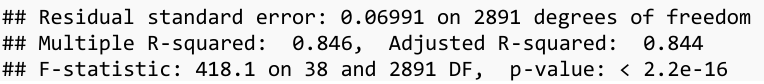 ## Residual standard error: 0.06991 on 2891 degrees of freedom
## Multiple R-squared:  0.846,  Adjusted R-squared:  0.844
## F-statistic: 418.1 on 38 and 2891 DF,  p-value: < 2.2e-16